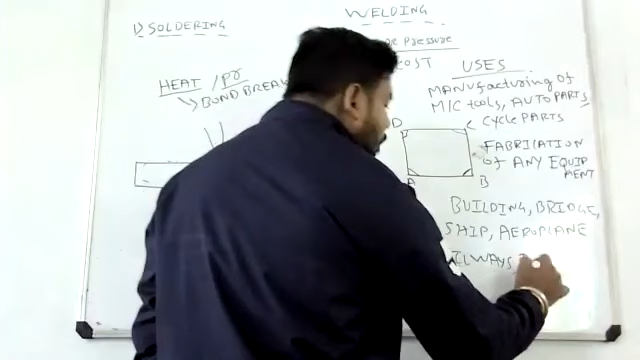 1) SOLDERING
WELDING
Pressure
COST
HEAT / Pr
BOND BREAK
USES
MANUFACTURING OF
M/C TOOLS, AUTO PARTS
CYCLE PARTS
FABRICATION
OF ANY EQUIP
MENT
D
C
A
B
BUILDING, BRIDGE,
SHIP, AEROPLANE
ILWAYS